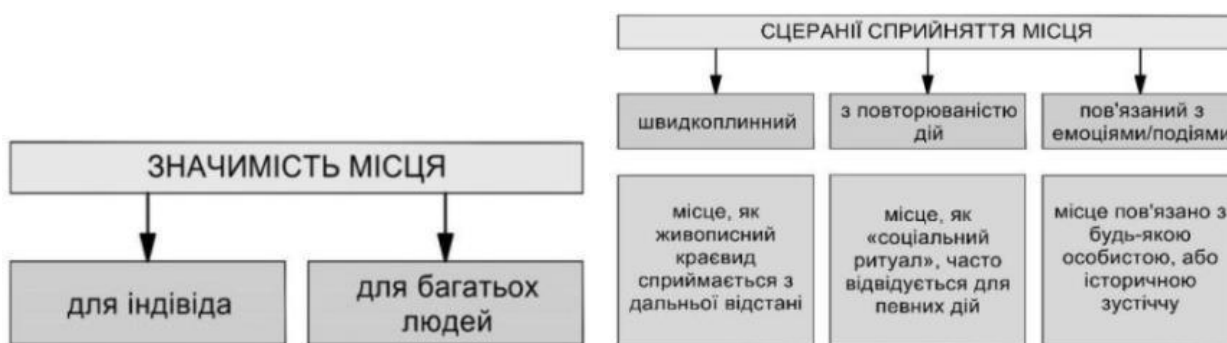 ЗНАЧИМІСТЬ МІСЦЯ
для індівіда
для багатьох
людей
СЦЕРАНІЇ СПРИЙНЯТТЯ МІСЦЯ
швидкоплинний
з повторюваністю
дій
пов'язаний з
емоціями/подіями
місце, як
живописний
краєвид
сприймається з
дальньої відстані
місце, як
«соціальний
ритуал», часто
відвідується для
певних дій
місце пов'язано з
будь-якою
особистою, або
історичною
зустіччу